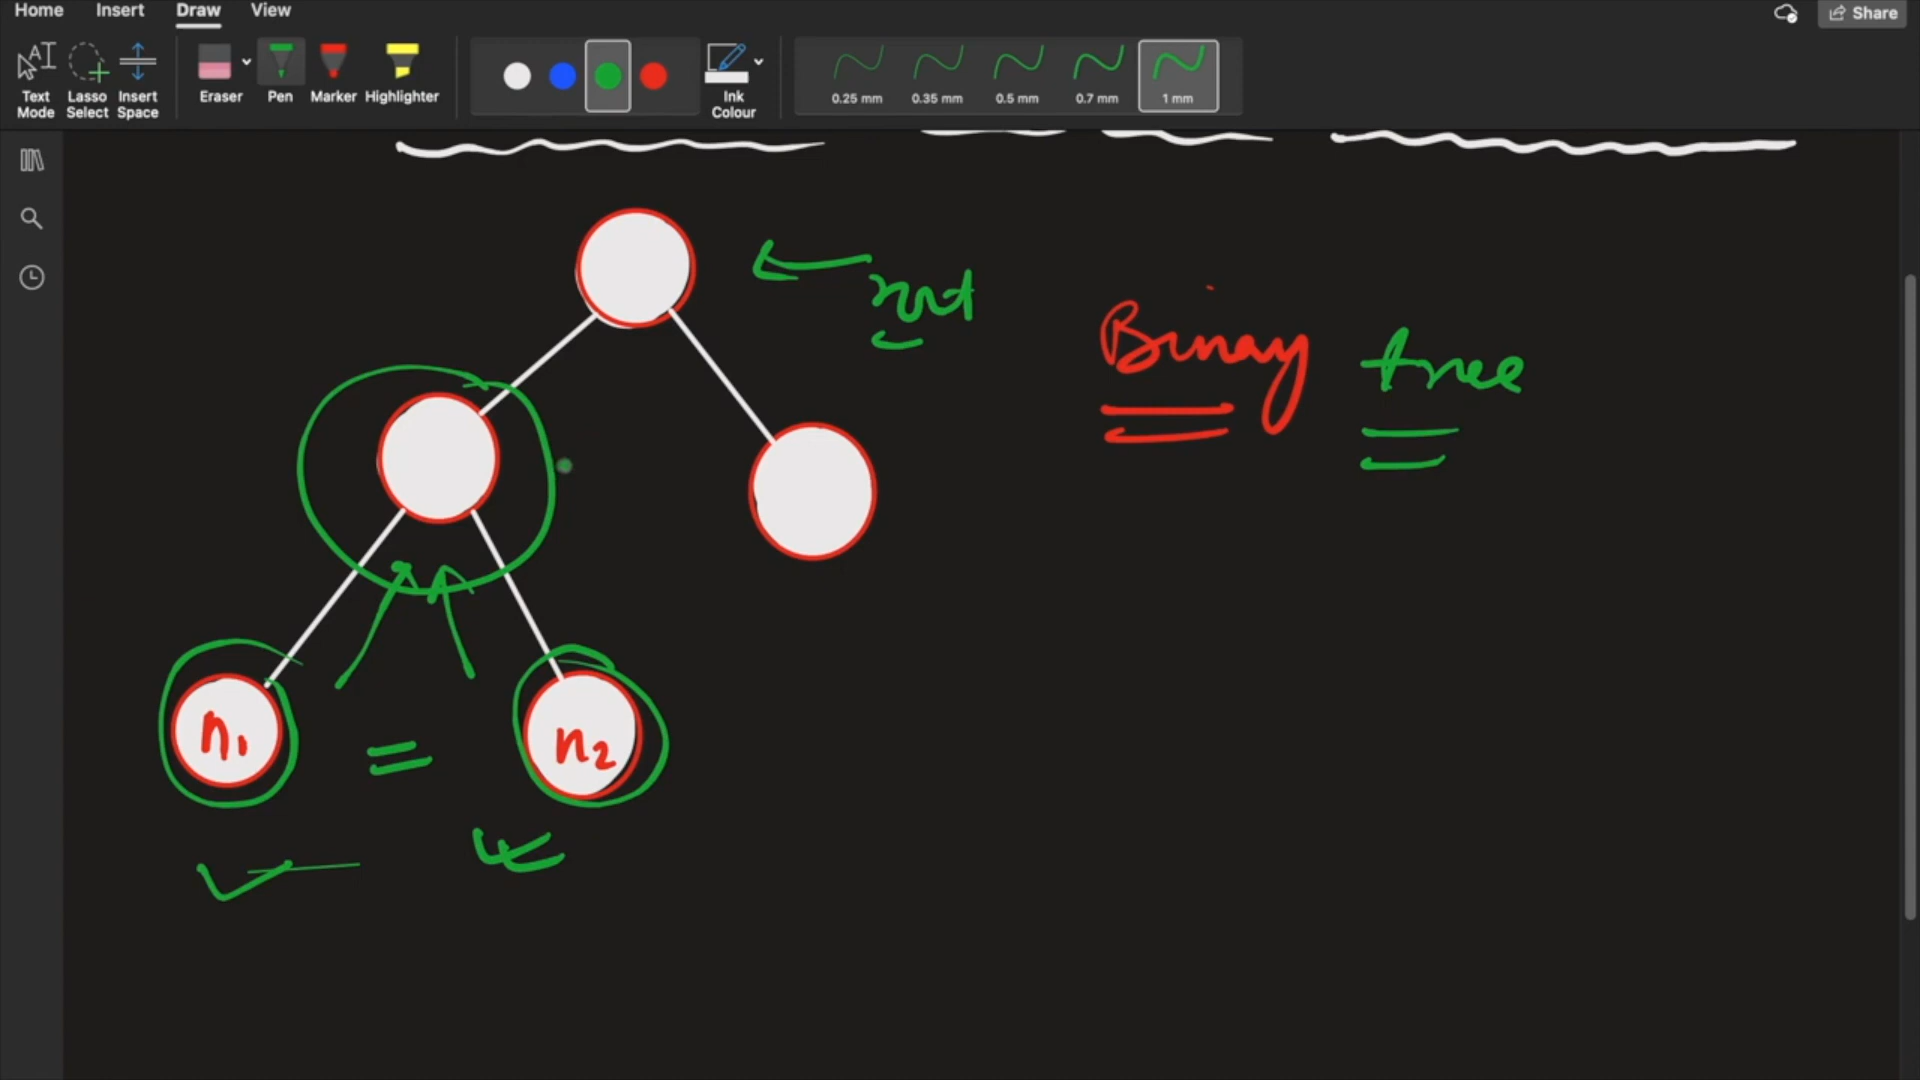 Home Insert Draw View Share
Text Mode Lasso Select Insert Space Eraser Pen Marker Highlighter Ink Colour 0.25 mm 0.35 mm 0.5 mm 0.7 mm 1 mm
root
Binary tree
n1 = n2